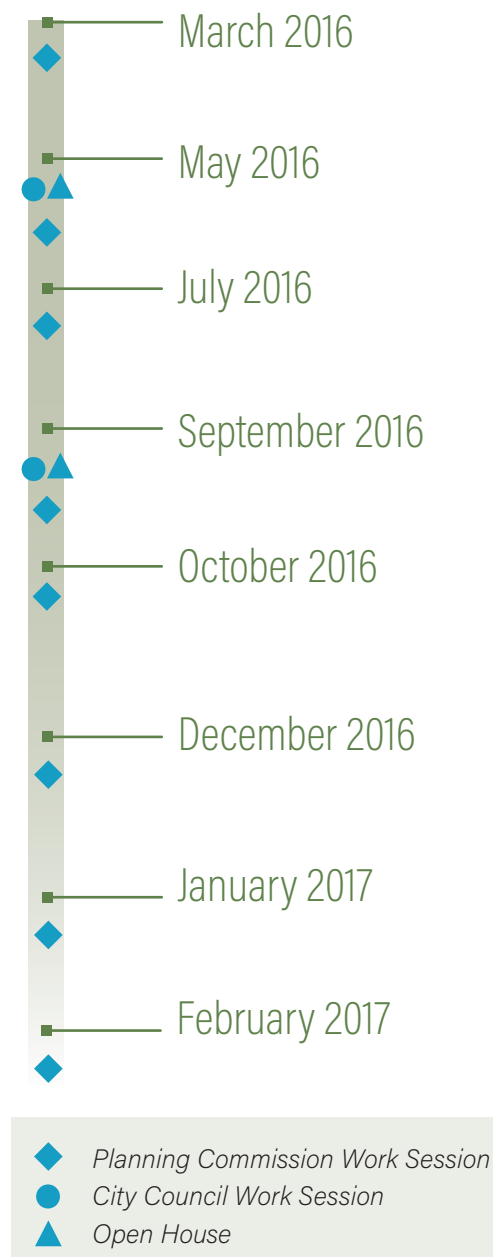 March 2016
May 2016
July 2016
September 2016
October 2016
December 2016
January 2017
February 2017
Planning Commission Work Session
City Council Work Session
Open House